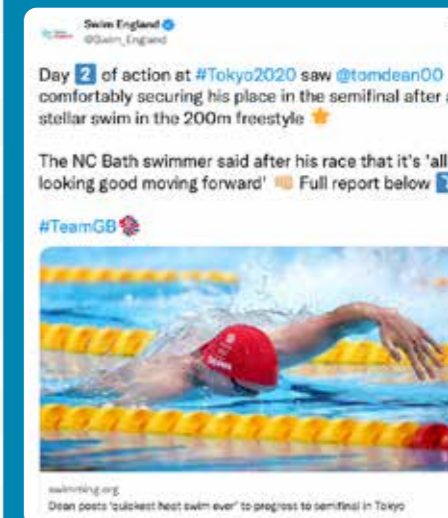 Swim England
@Swim_England
Day 2 of action at #Tokyo2020 saw @tomdean00
comfortably securing his place in the semifinal after
stellar swim in the 200m freestyle
The NC Bath swimmer said after his race that it's 'all
looking good moving forward' Full report below
#TeamGB
swimming.org
Dean posts 'quickest heat swim ever' to progress to semifinal in Tokyo